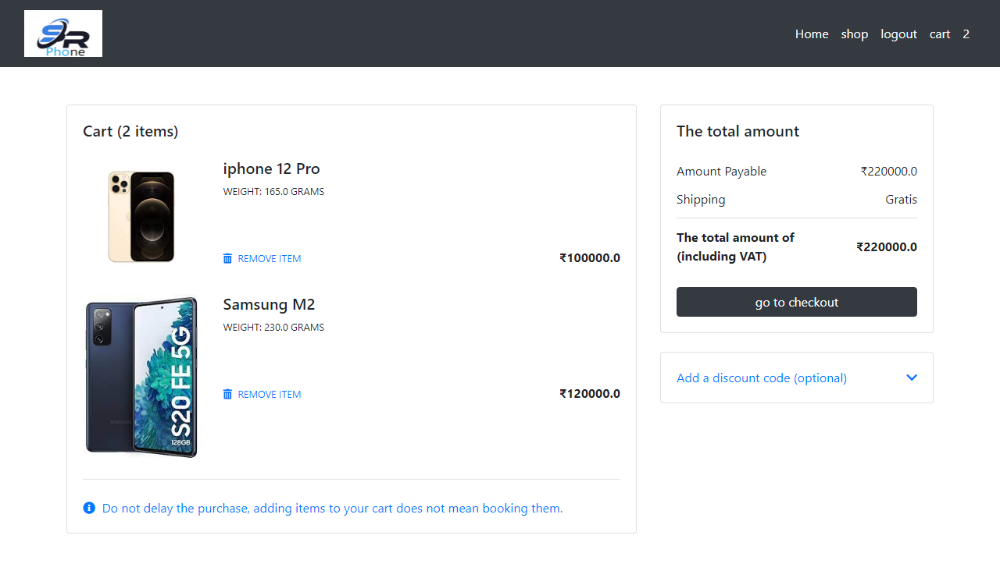 SR
Phone
Home shop logout cart 2
Cart (2 items)
iphone 12 Pro
WEIGHT: 165.0 GRAMS
REMOVE ITEM ₹100000.0
Samsung M2
WEIGHT: 230.0 GRAMS
REMOVE ITEM ₹120000.0
S20 FE 5G
128GB
SAMSUNG
Do not delay the purchase, adding items to your cart does not mean booking them.
The total amount
Amount Payable ₹220000.0
Shipping Gratis
The total amount of
(including VAT) ₹220000.0
go to checkout
Add a discount code (optional)